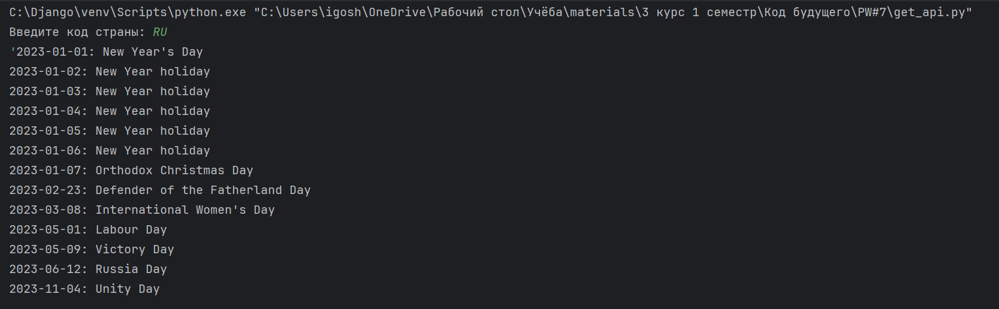 C:\Django\venv\Scripts\python.exe "C:\Users\igosh\OneDrive\Рабочий стол\Учёба\materials\3 курс 1 семестр\Код будущего\PW#7\get_api.py"
Введите код страны: RU
'2023-01-01: New Year's Day
2023-01-02: New Year holiday
2023-01-03: New Year holiday
2023-01-04: New Year holiday
2023-01-05: New Year holiday
2023-01-06: New Year holiday
2023-01-07: Orthodox Christmas Day
2023-02-23: Defender of the Fatherland Day
2023-03-08: International Women's Day
2023-05-01: Labour Day
2023-05-09: Victory Day
2023-06-12: Russia Day
2023-11-04: Unity Day